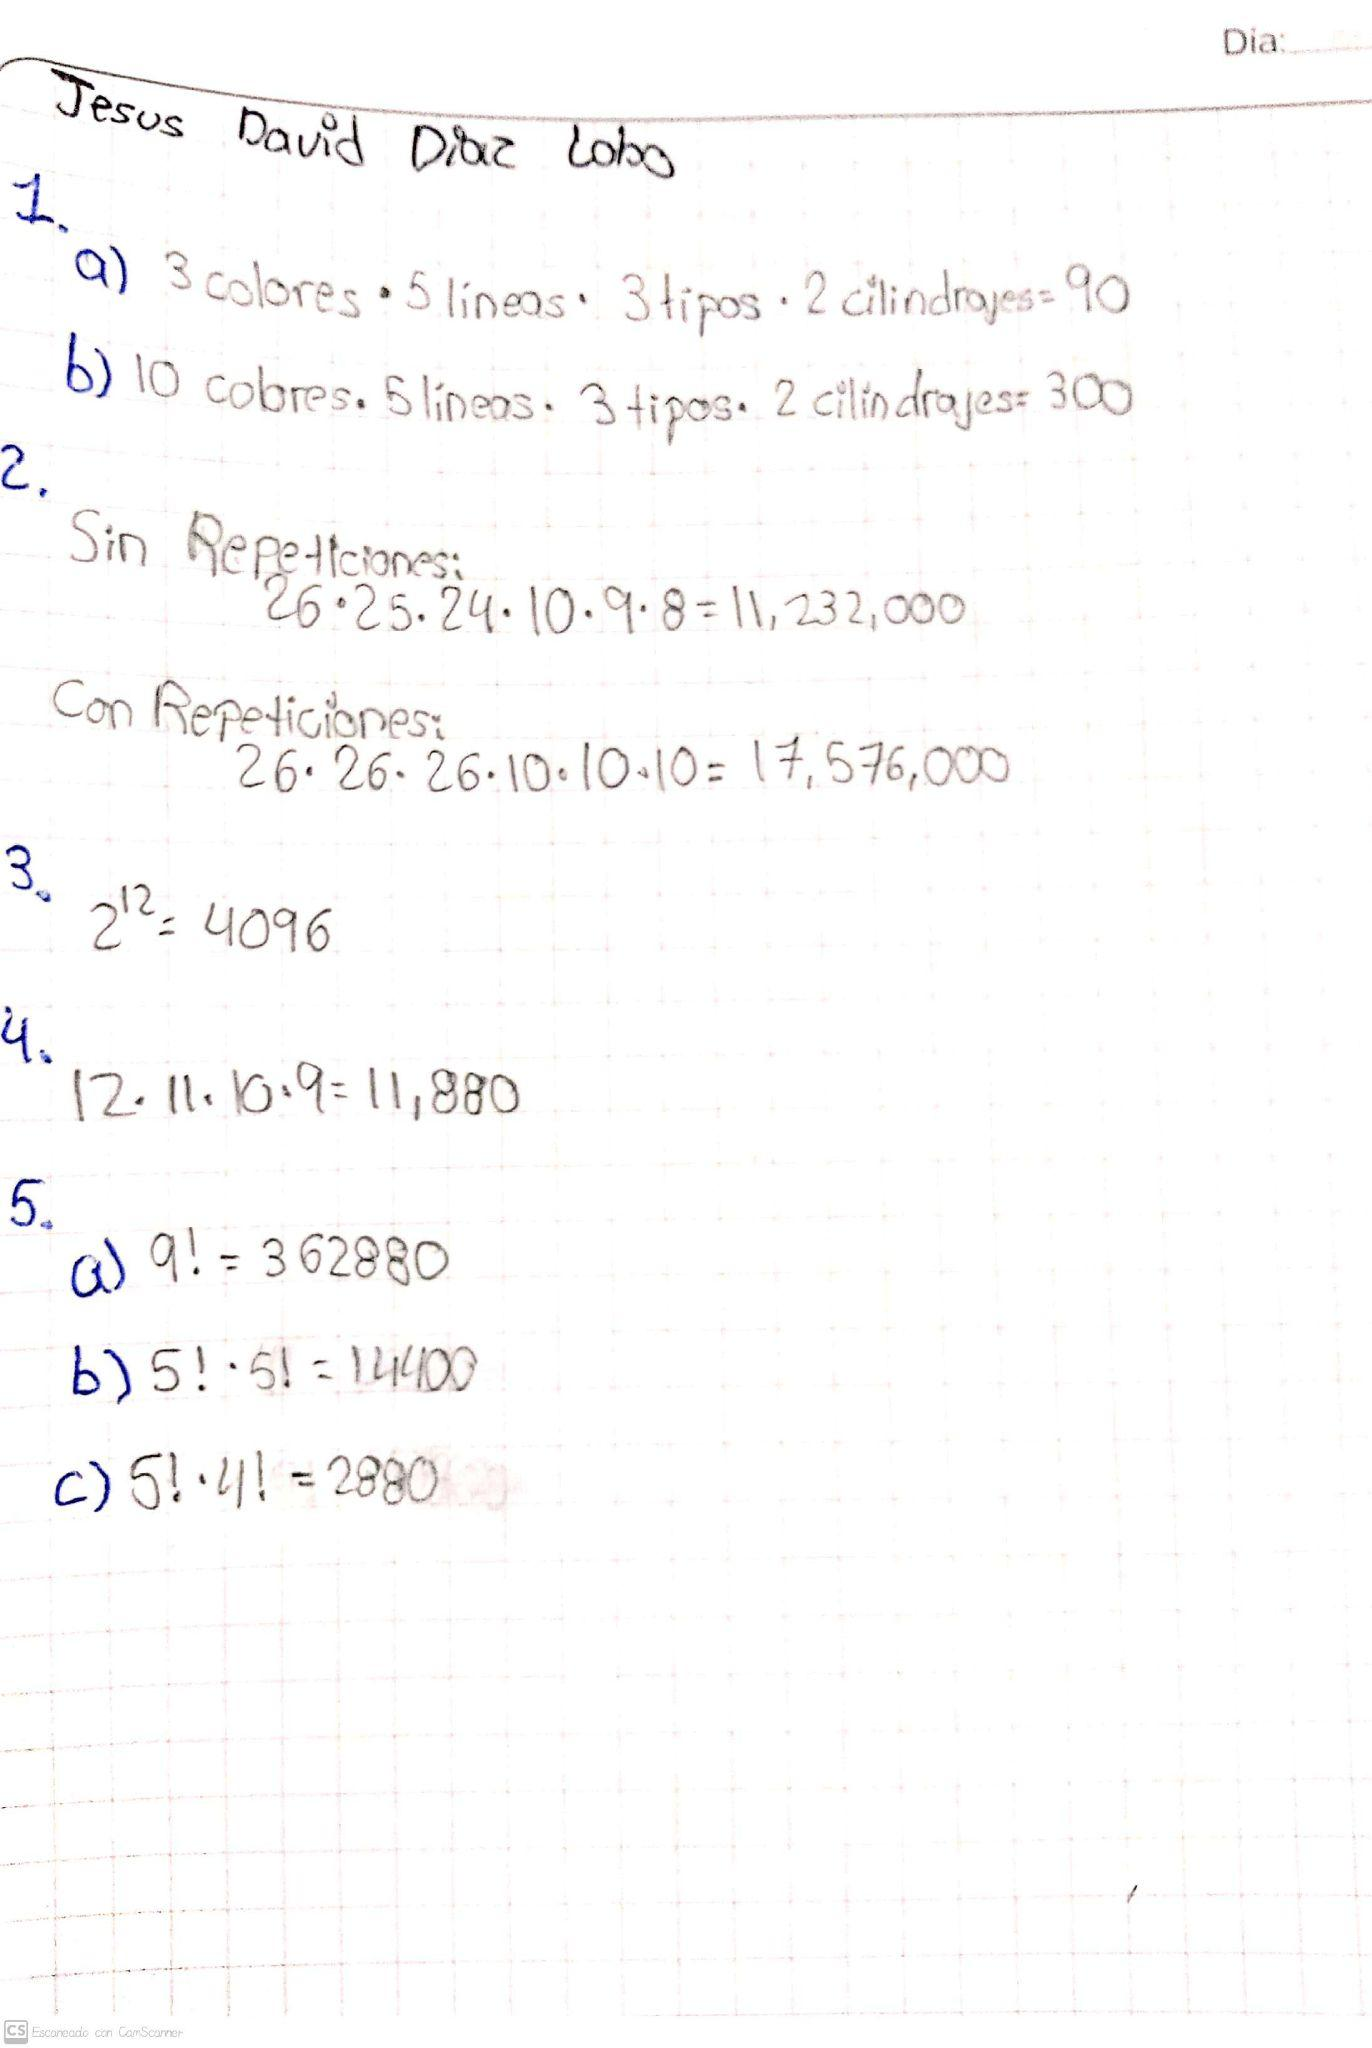 Dia:
Jesus David Diaz Lobo
1.
a) 3 colores · 5 lineas · 3 tipos · 2 cilindrajes = 90
b) 10 colores. 5 lineas. 3 tipos. 2 cilindrajes = 300
2.
Sin Repeticiones:
26 · 25 · 24 · 10 · 9 · 8 = 11,232,000
Con Repeticiones:
26 · 26 · 26 · 10 · 10 · 10 = 17,576,000
3.
2¹² = 4096
4.
12 · 11 · 10 · 9 = 11,880
5.
a) 9! = 362880
b) 5! · 5! = 14400
c) 5! · 4! = 2880
CS Escaneado con CamScanner